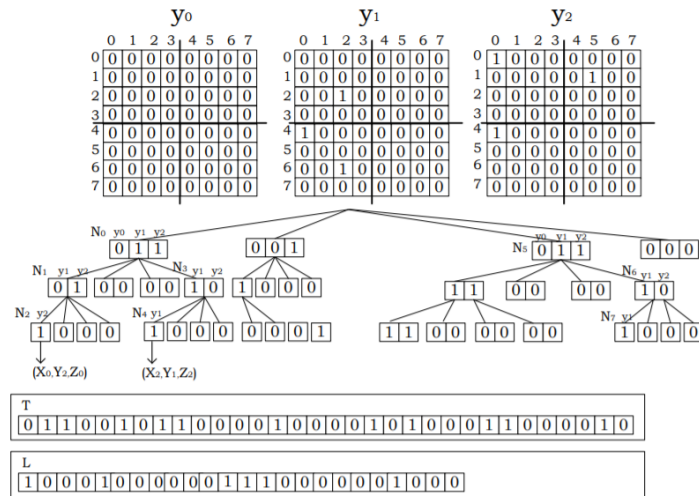 y0 y1 y2
0 1 2 3 4 5 6 7 0 1 2 3 4 5 6 7 0 1 2 3 4 5 6 7
0 0 0 0 0 0 0 0 0 0 0 0 0 0 0 0 0 0 1 0 0 0 0 0 0 0
1 0 0 0 0 0 0 0 0 1 0 0 0 0 0 0 0 0 1 0 0 0 0 0 1 0 0
2 0 0 0 0 0 0 0 0 2 0 0 1 0 0 0 0 0 2 0 0 0 0 0 0 0 0
3 0 0 0 0 0 0 0 0 3 0 0 0 0 0 0 0 0 3 0 0 0 0 0 0 0 0
4 0 0 0 0 0 0 0 0 4 1 0 0 0 0 0 0 0 4 1 0 0 0 0 0 0 0
5 0 0 0 0 0 0 0 0 5 0 0 0 0 0 0 0 0 5 0 0 0 0 0 0 0 0
6 0 0 0 0 0 0 0 0 6 0 0 1 0 0 0 0 0 6 0 0 0 0 0 0 0 0
7 0 0 0 0 0 0 0 0 7 0 0 0 0 0 0 0 0 7 0 0 0 0 0 0 0 0
N0 y0 y1 y2 y0 y1 y2
0 1 1 0 0 1 N5 0 1 1 0 0 0
N1 y1 y2 N3 y1 y2 N6 y1 y2
0 1 0 0 0 0 1 0 1 0 0 0 1 1 0 0 0 0 1 0
N2 y2 N4 y1 N7 y1
1 0 0 0 1 0 0 0 0 0 0 1 1 1 0 0 0 0 0 0 1 0 0 0
(X0,Y2,Z0) (X2,Y1,Z2)
T
0 1 1 0 0 1 0 1 1 0 0 0 0 1 0 0 0 0 1 0 1 0 0 0 1 1 0 0 0 0 1 0
L
1 0 0 0 1 0 0 0 0 0 0 1 1 1 0 0 0 0 0 0 1 0 0 0